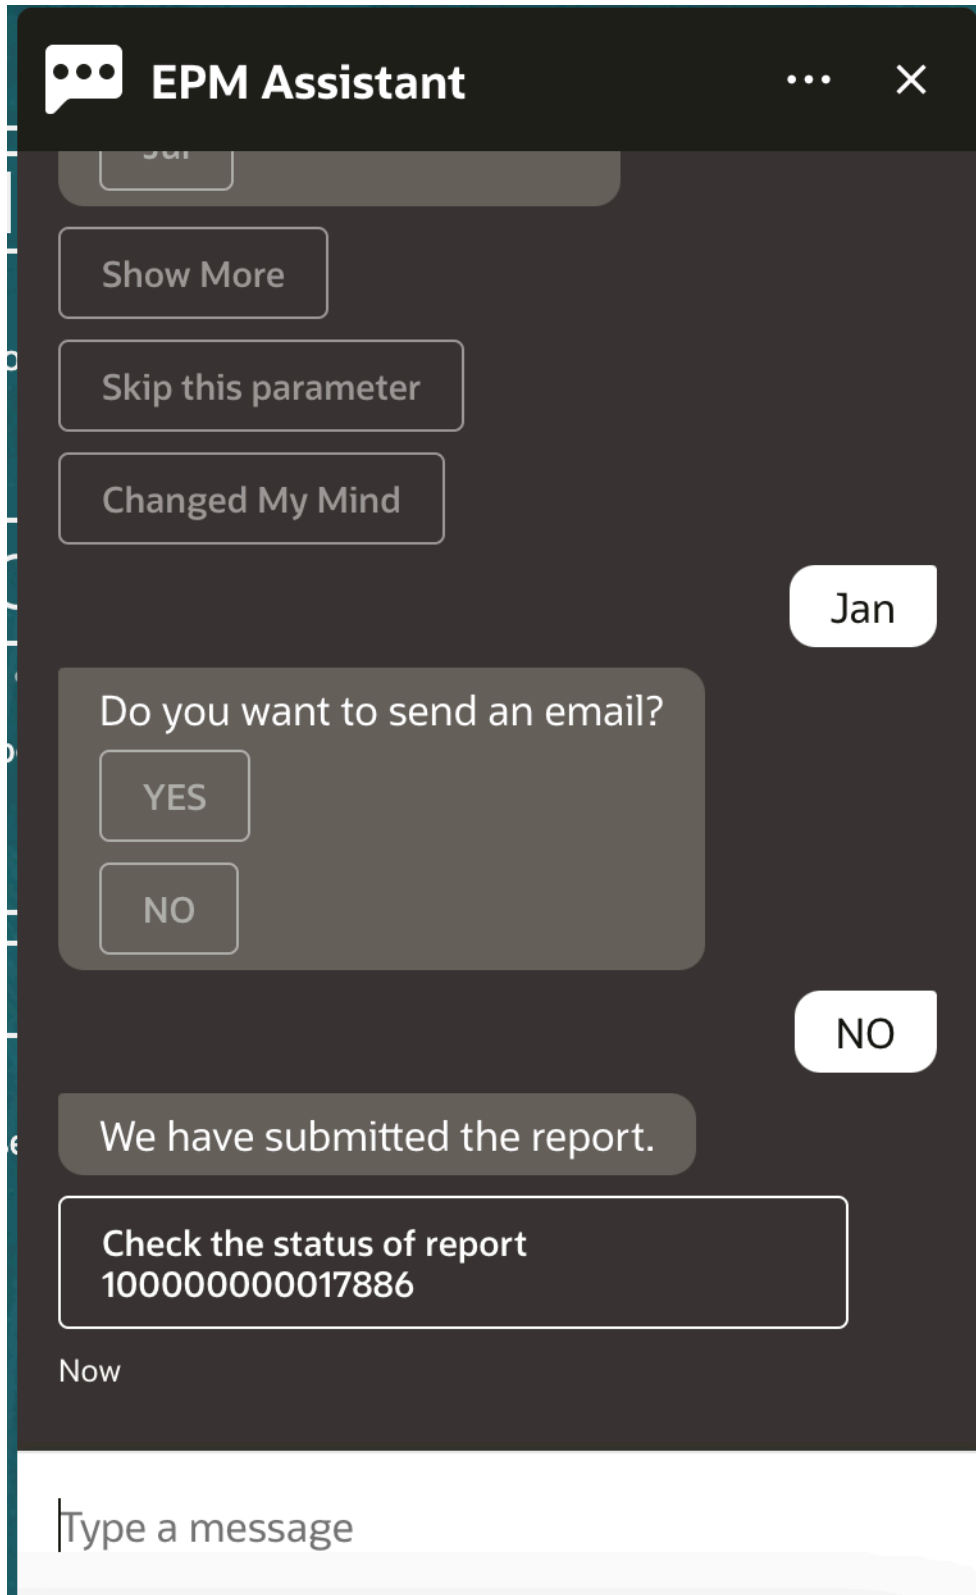 EPM Assistant
Show More
Skip this parameter
Changed My Mind
Jan
Do you want to send an email?
YES
NO
NO
We have submitted the report.
Check the status of report
100000000017886
Now
Type a message